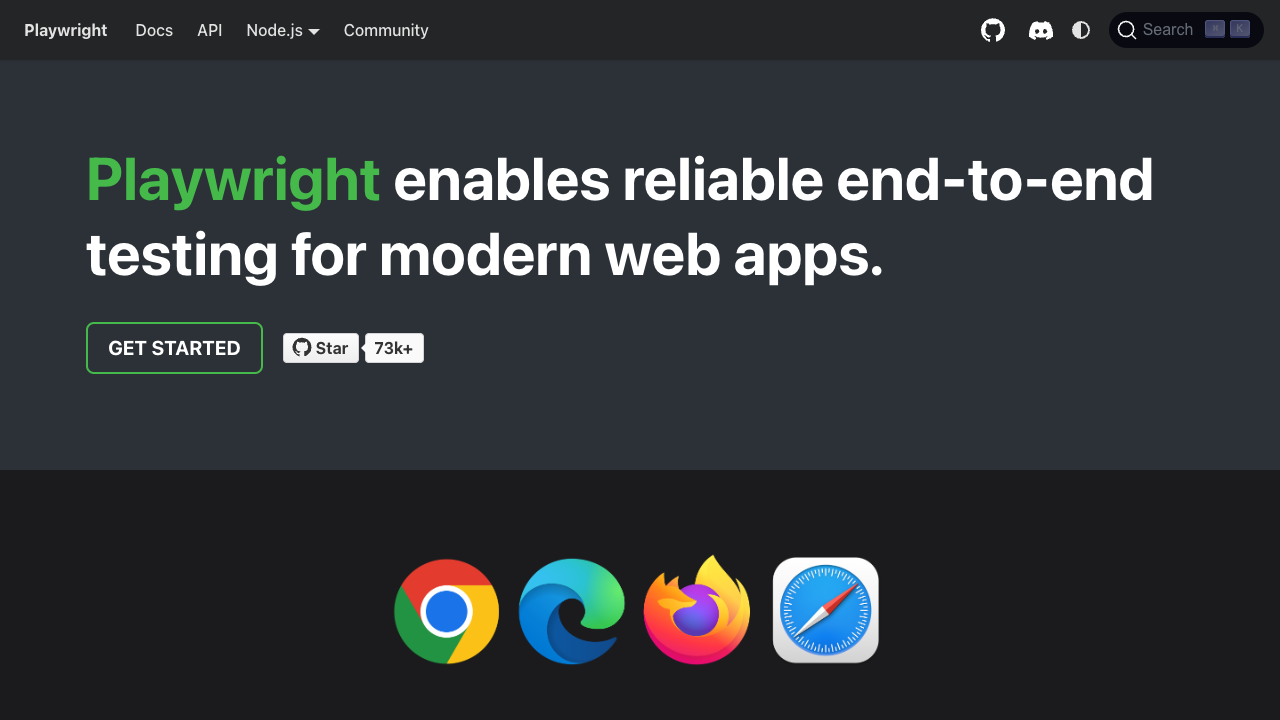 Playwright Docs API Node.js Community Search ⌘ K
Playwright enables reliable end-to-end
testing for modern web apps.
GET STARTED Star 73k+